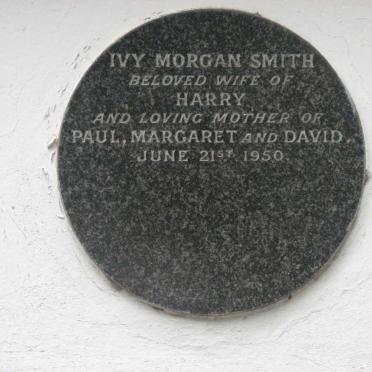 IVY MORGAN SMITH
BELOVED WIFE OF
HARRY
AND LOVING MOTHER OF
PAUL, MARGARET AND DAVID.
JUNE 21ST 1950.